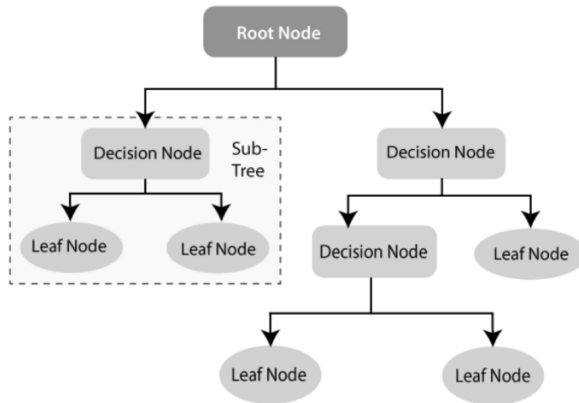 Root Node
Decision Node
Sub-
Tree
Decision Node
Leaf Node
Leaf Node
Decision Node
Leaf Node
Leaf Node
Leaf Node